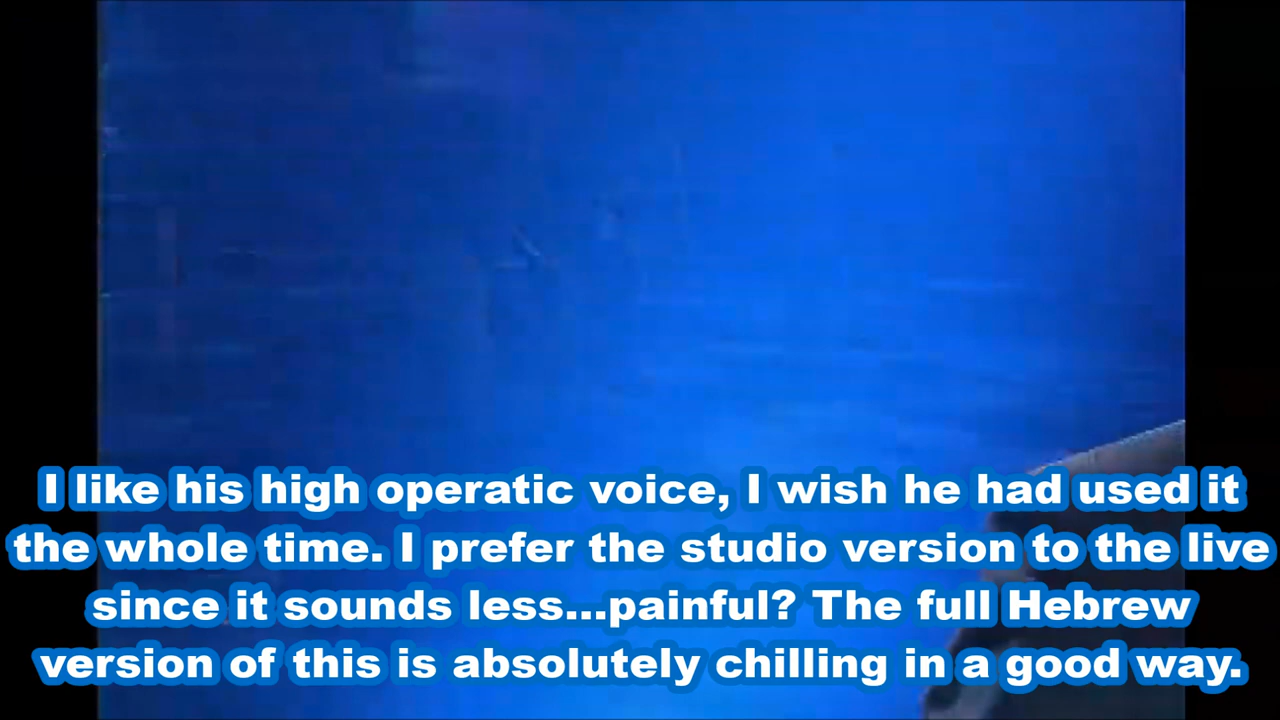 I like his high operatic voice, I wish he had used it
the whole time. I prefer the studio version to the live
since it sounds less...painful? The full Hebrew
version of this is absolutely chilling in a good way.